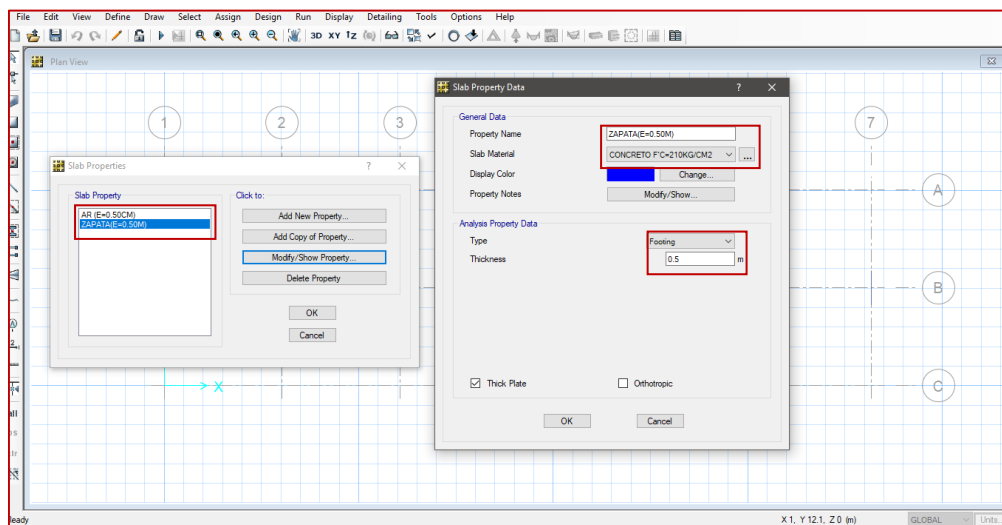 File Edit View Define Draw Select Assign Design Run Display Detailing Tools Options Help
3D XY
Plan View
1 2 3 7
A
B
C
X
Slab Properties ? ×
Slab Property
AR (E=0.50CM)
ZAPATA(E=0.50M)
Click to:
Add New Property...
Add Copy of Property...
Modify/Show Property...
Delete Property
OK
Cancel
Slab Property Data ? ×
General Data
Property Name ZAPATA(E=0.50M)
Slab Material CONCRETO F'C=210KG/CM2 ...
Display Color Change...
Property Notes Modify/Show...
Analysis Property Data
Type Footing
Thickness 0.5 m
Thick Plate Orthotropic
OK Cancel
all
eady X 1, Y 12.1, Z 0 (m) GLOBAL Units